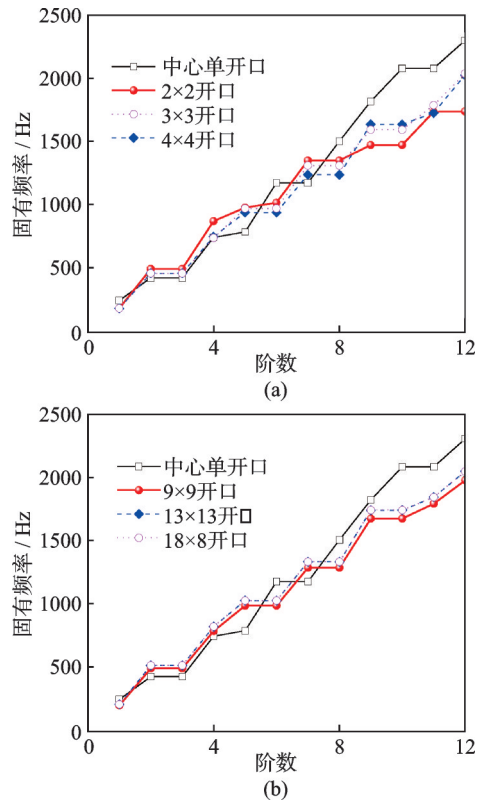 2500
2000
1500
1000
500
0
固有频率 / Hz
中心单开口
2×2开口
3×3开口
4×4开口
0
4
8
12
阶数
(a)
2500
2000
1500
1000
500
0
固有频率 / Hz
中心单开口
9×9开口
13×13开口
18×8开口
0
4
8
12
阶数
(b)